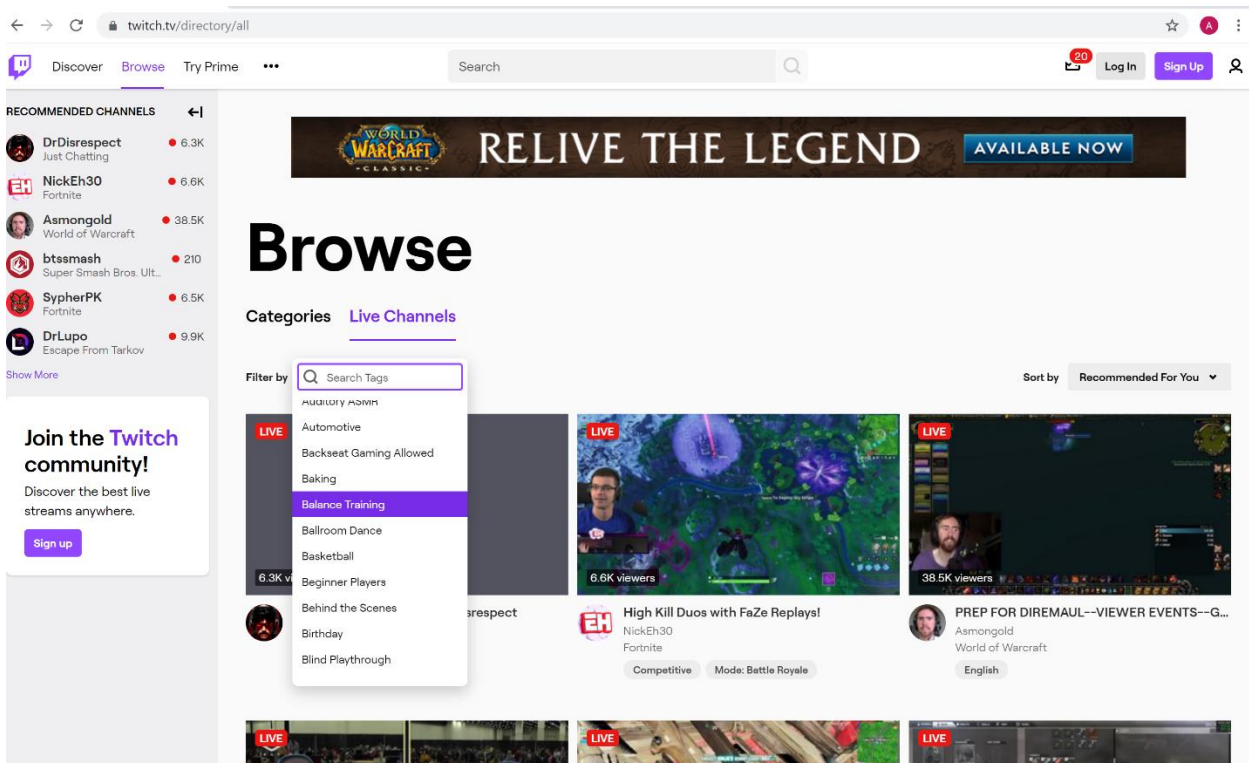 twitch.tv/directory/all
A
Discover Browse Try Prime
Search
20
Log In
Sign Up
RECOMMENDED CHANNELS
DrDisrespect 6.3K
Just Chatting
EH
NickEh30 6.6K
Fortnite
Asmongold 38.5K
World of Warcraft
btssmash 210
Super Smash Bros. Ult...
SypherPK 6.5K
Fortnite
DrLupo 9.9K
Escape From Tarkov
Show More
Join the Twitch
community!
Discover the best live
streams anywhere.
Sign up
WORLD
WARCRAFT
CLASSIC
RELIVE THE LEGEND
AVAILABLE NOW
Browse
Categories Live Channels
Filter by
Search Tags
Auditory ASMR
Automotive
Backseat Gaming Allowed
Baking
Balance Training
Ballroom Dance
Basketball
Beginner Players
Behind the Scenes
Birthday
Blind Playthrough
Sort by Recommended For You
LIVE
6.3K vi
srespect
LIVE
6.6K viewers
EH
High Kill Duos with FaZe Replays!
NickEh30
Fortnite
Competitive Mode: Battle Royale
LIVE
38.5K viewers
PREP FOR DIREMAUL--VIEWER EVENTS--G...
Asmongold
World of Warcraft
English
LIVE
LIVE
LIVE